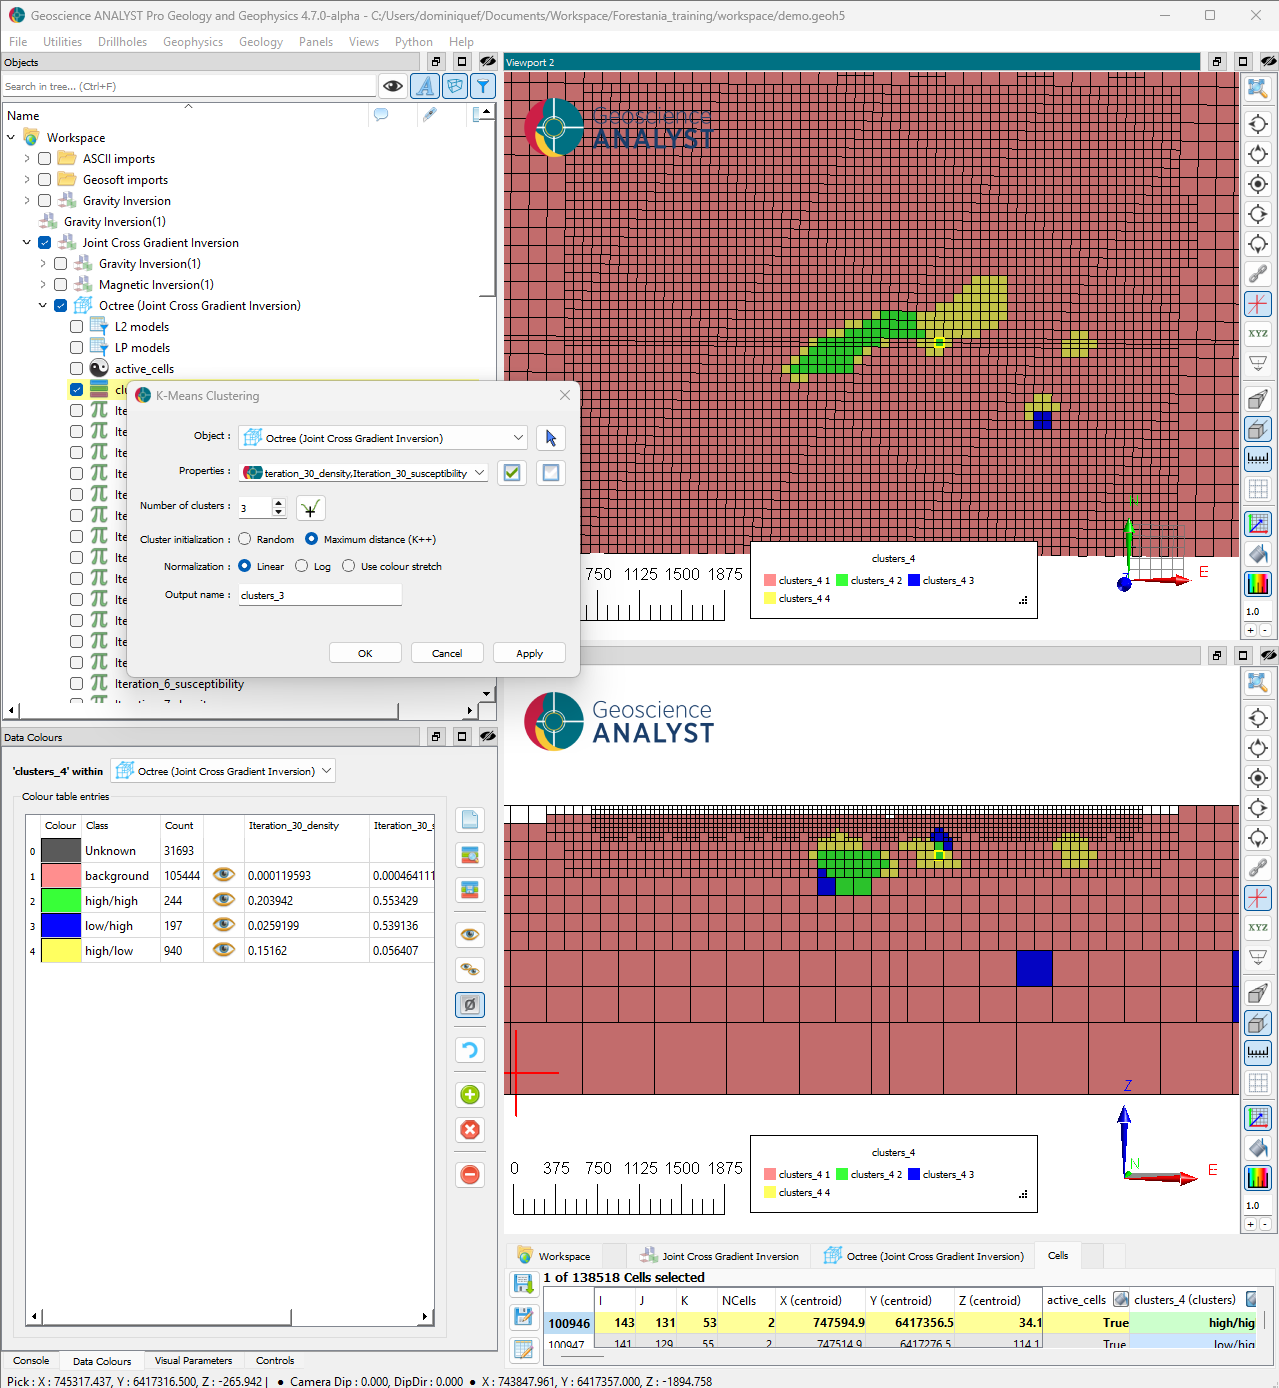 Geoscience ANALYST Pro Geology and Geophysics 4.7.0-alpha - C:/Users/dominiquef/Documents/Workspace/Forestania_training/workspace/demo.geoh5
File Utilities Drillholes Geophysics Geology Panels Views Python Help
Objects
Search in tree... (Ctrl+F)
Name
Workspace
ASCII imports
Geosoft imports
Gravity Inversion
Gravity Inversion(1)
Joint Cross Gradient Inversion
Gravity Inversion(1)
Magnetic Inversion(1)
Octree (Joint Cross Gradient Inversion)
L2 models
LP models
active_cells
clu
Ite
Ite
Ite
Ite
Ite
Ite
Ite
Ite
Ite
Ite
Ite
Ite
Ite
Iteration_6_susceptibility
K-Means Clustering
Object :
Octree (Joint Cross Gradient Inversion)
Properties :
teration_30_density,Iteration_30_susceptibility
Number of clusters : 3
Cluster initialization : Random Maximum distance (K++)
Normalization : Linear Log Use colour stretch
Output name : clusters_3
OK Cancel Apply
Viewport 2
Geoscience
ANALYST
750 1125 1500 1875
clusters_4
clusters_4 1 clusters_4 2 clusters_4 3
clusters_4 4
E
XYZ
1.0
+ -
Geoscience
ANALYST
0 375 750 1125 1500 1875
clusters_4
clusters_4 1 clusters_4 2 clusters_4 3
clusters_4 4
Z
N
E
XYZ
1.0
+ -
Data Colours
'clusters_4' within Octree (Joint Cross Gradient Inversion)
Colour table entries
Colour Class Count Iteration_30_density Iteration_30_s
0 Unknown 31693
1 background 105444 0.000119593 0.000464111
2 high/high 244 0.203942 0.553429
3 low/high 197 0.0259199 0.539136
4 high/low 940 0.15162 0.056407
Console Data Colours Visual Parameters Controls
Workspace Joint Cross Gradient Inversion Octree (Joint Cross Gradient Inversion) Cells
1 of 138518 Cells selected
I J K NCells X (centroid) Y (centroid) Z (centroid) active_cells clusters_4 (clusters)
100946 143 131 53 2 747594.9 6417356.5 34.1 True high/hig
100947 141 129 55 2 747514.9 6417276.5 114.1 True low/hig
Pick : X : 745317.437, Y : 6417316.500, Z : -265.942 | ● Camera Dip : 0.000, DipDir : 0.000 ● X : 743847.961, Y : 6417357.000, Z : -1894.758